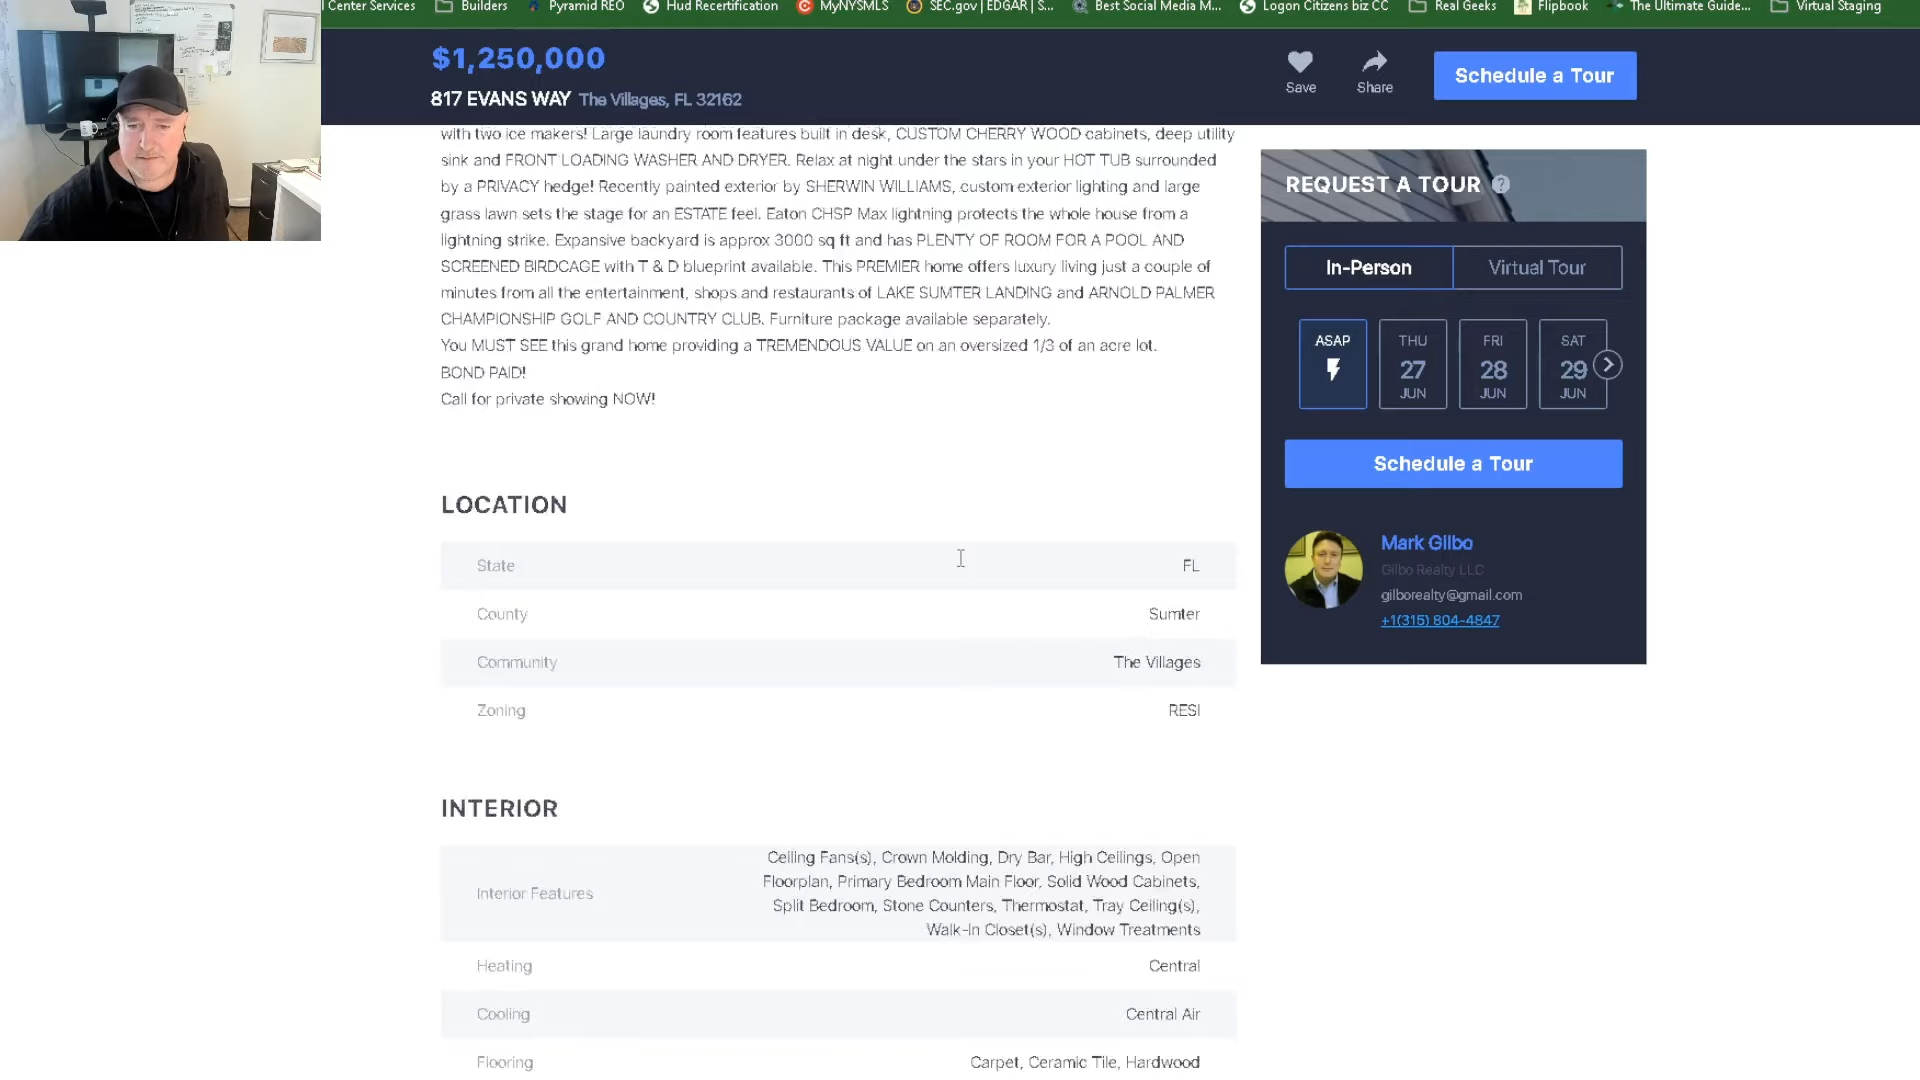 l Center Services
Builders
Pyramid REO
Hud Recertification
MyNYSMLS
SEC.gov | EDGAR | S...
Best Social Media M...
Logon Citizens biz CC
Real Geeks
Flipbook
The Ultimate Guide...
Virtual Staging
$1,250,000
817 EVANS WAY The Villages, FL 32162
Save
Share
Schedule a Tour
with two ice makers! Large laundry room features built in desk, CUSTOM CHERRY WOOD cabinets, deep utility
sink and FRONT LOADING WASHER AND DRYER. Relax at night under the stars in your HOT TUB surrounded
by a PRIVACY hedge! Recently painted exterior by SHERWIN WILLIAMS, custom exterior lighting and large
grass lawn sets the stage for an ESTATE feel. Eaton CHSP Max lightning protects the whole house from a
lightning strike. Expansive backyard is approx 3000 sq ft and has PLENTY OF ROOM FOR A POOL AND
SCREENED BIRDCAGE with T & D blueprint available. This PREMIER home offers luxury living just a couple of
minutes from all the entertainment, shops and restaurants of LAKE SUMTER LANDING and ARNOLD PALMER
CHAMPIONSHIP GOLF AND COUNTRY CLUB. Furniture package available separately.
You MUST SEE this grand home providing a TREMENDOUS VALUE on an oversized 1/3 of an acre lot.
BOND PAID!
Call for private showing NOW!
LOCATION
State FL
County Sumter
Community The Villages
Zoning RESI
INTERIOR
Interior Features
Ceiling Fans(s), Crown Molding, Dry Bar, High Ceilings, Open
Floorplan, Primary Bedroom Main Floor, Solid Wood Cabinets,
Split Bedroom, Stone Counters, Thermostat, Tray Ceiling(s),
Walk-In Closet(s), Window Treatments
Heating Central
Cooling Central Air
Flooring Carpet, Ceramic Tile, Hardwood
REQUEST A TOUR ?
In-Person
Virtual Tour
ASAP
THU
27
JUN
FRI
28
JUN
SAT
29
JUN
Schedule a Tour
Mark Gilbo
Gilbo Realty LLC
gilborealty@gmail.com
+1(315) 804-4847